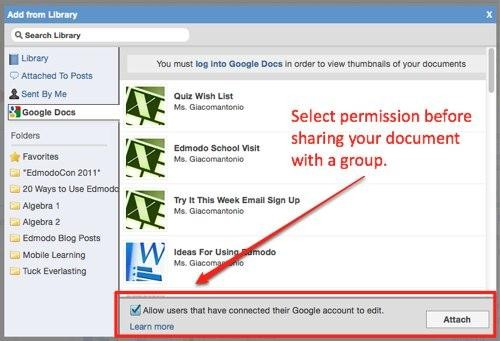 Add from Library
X
Search Library
Library
Attached To Posts
Sent By Me
Google Docs
Folders
Favorites
"EdmodoCon 2011"
20 Ways to Use Edmodo
Algebra 1
Algebra 2
Edmodo Blog Posts
Mobile Learning
Tuck Everlasting
You must log into Google Docs in order to view thumbnails of your documents
Quiz Wish List
Ms. Giacomantonio
Edmodo School Visit
Ms. Giacomantonio
Try It This Week Email Sign Up
Ms. Giacomantonio
Ideas For Using Edmodo
Ms. Giacomantonio
Select permission before
sharing your document
with a group.
Allow users that have connected their Google account to edit.
Learn more
Attach